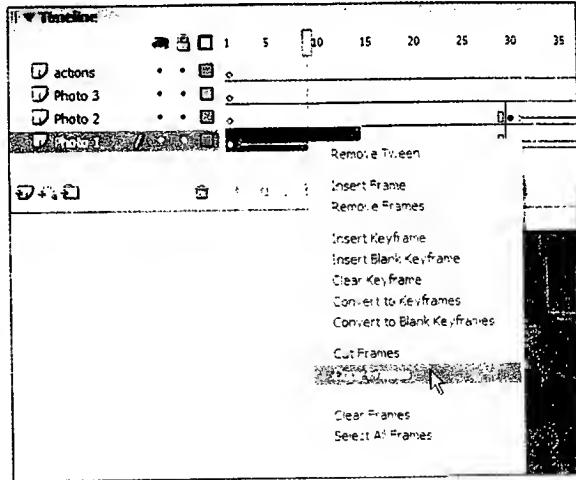 Timeline
1 5 10 15 20 25 30 35
actions
Photo 3
Photo 2
Photo 1
Remove Tween
Insert Frame
Remove Frames
Insert Keyframe
Insert Blank Keyframe
Clear Keyframe
Convert to Keyframes
Convert to Blank Keyframes
Cut Frames
Clear Frames
Select All Frames